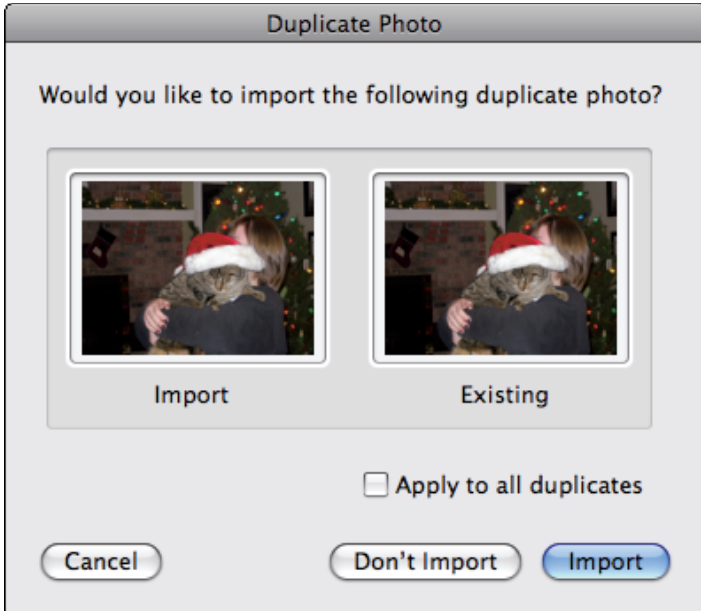 Duplicate Photo
Would you like to import the following duplicate photo?
Import
Existing
Apply to all duplicates
Cancel
Don't Import
Import